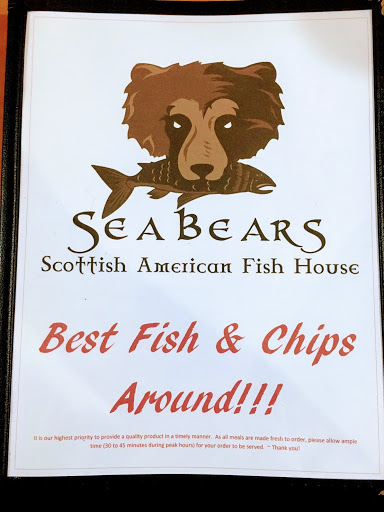 SeaBears
Scottish American Fish House
Best Fish & Chips
Around!!!
It is our highest priority to provide a quality product in a timely manner. As all meals are made fresh to order, please allow ample
time (30 to 45 minutes during peak hours) for your order to be served. ~ Thank you!